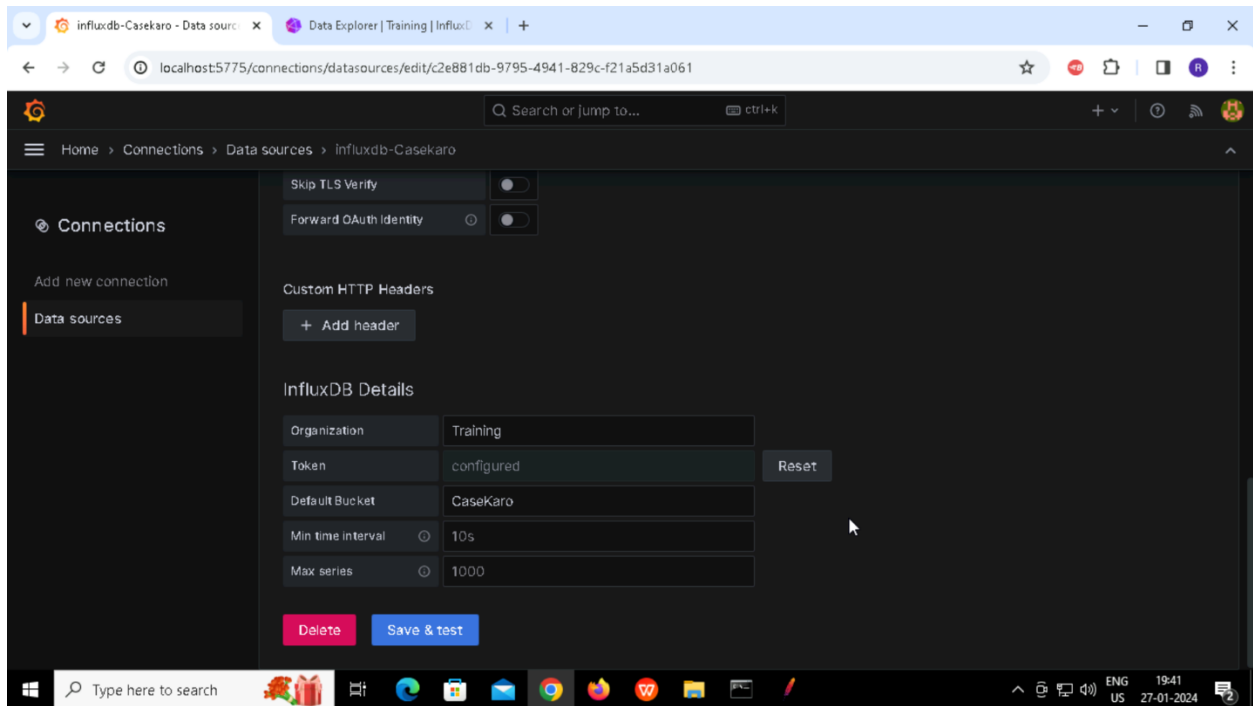 influxdb-Casekaro - Data sourc
Data Explorer | Training | InfluxD
localhost:5775/connections/datasources/edit/c2e881db-9795-4941-829c-f21a5d31a061
R
Search or jump to... ctrl+k
Home > Connections > Data sources > influxdb-Casekaro
Skip TLS Verify
Connections
Forward OAuth Identity
Add new connection
Custom HTTP Headers
Data sources
+ Add header
InfluxDB Details
Organization Training
Token configured Reset
Default Bucket CaseKaro
Min time interval 10s
Max series 1000
Delete Save & test
Type here to search
ENG 19:41
US 27-01-2024
2